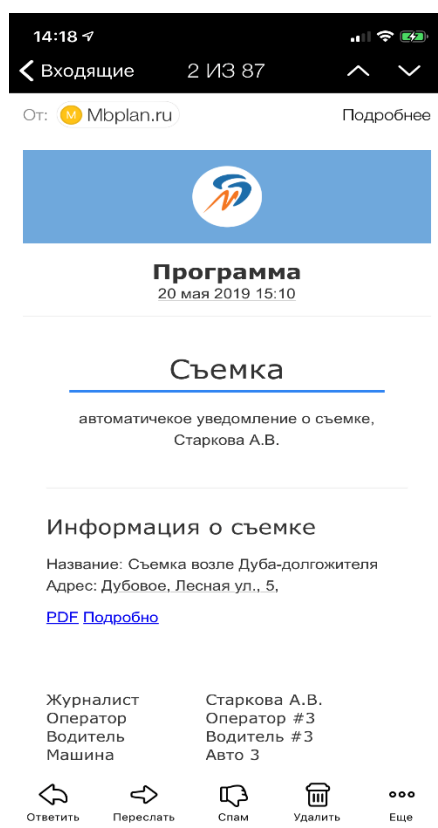 14:18
Входящие 2 ИЗ 87
От: M Mbplan.ru Подробнее
Программа
20 мая 2019 15:10
Съемка
автоматичекое уведомление о съемке,
Старкова А.В.
Информация о съемке
Название: Съемка возле Дуба-долгожителя
Адрес: Дубовое, Лесная ул., 5,
PDF Подробно
Журналист Старкова А.В.
Оператор Оператор #3
Водитель Водитель #3
Машина Авто 3
Ответить Переслать Спам Удалить Еще